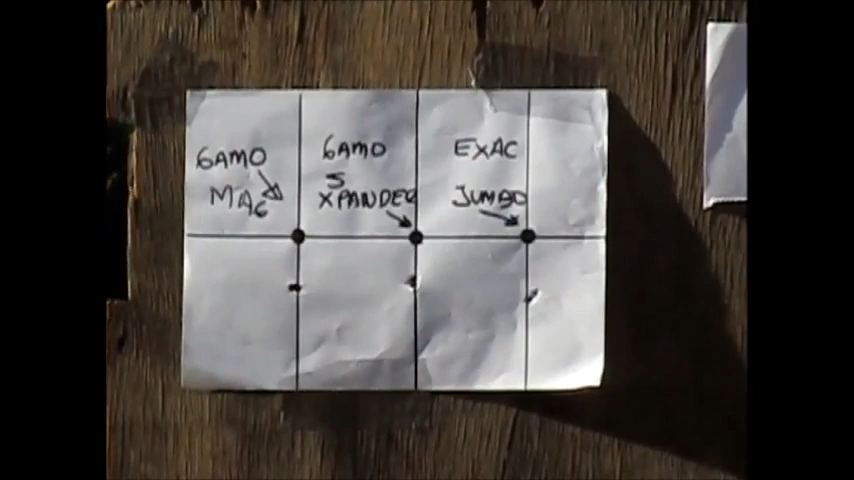 GAMO
MAG
GAMO
S
XPANDER
EXAC
JUMBO